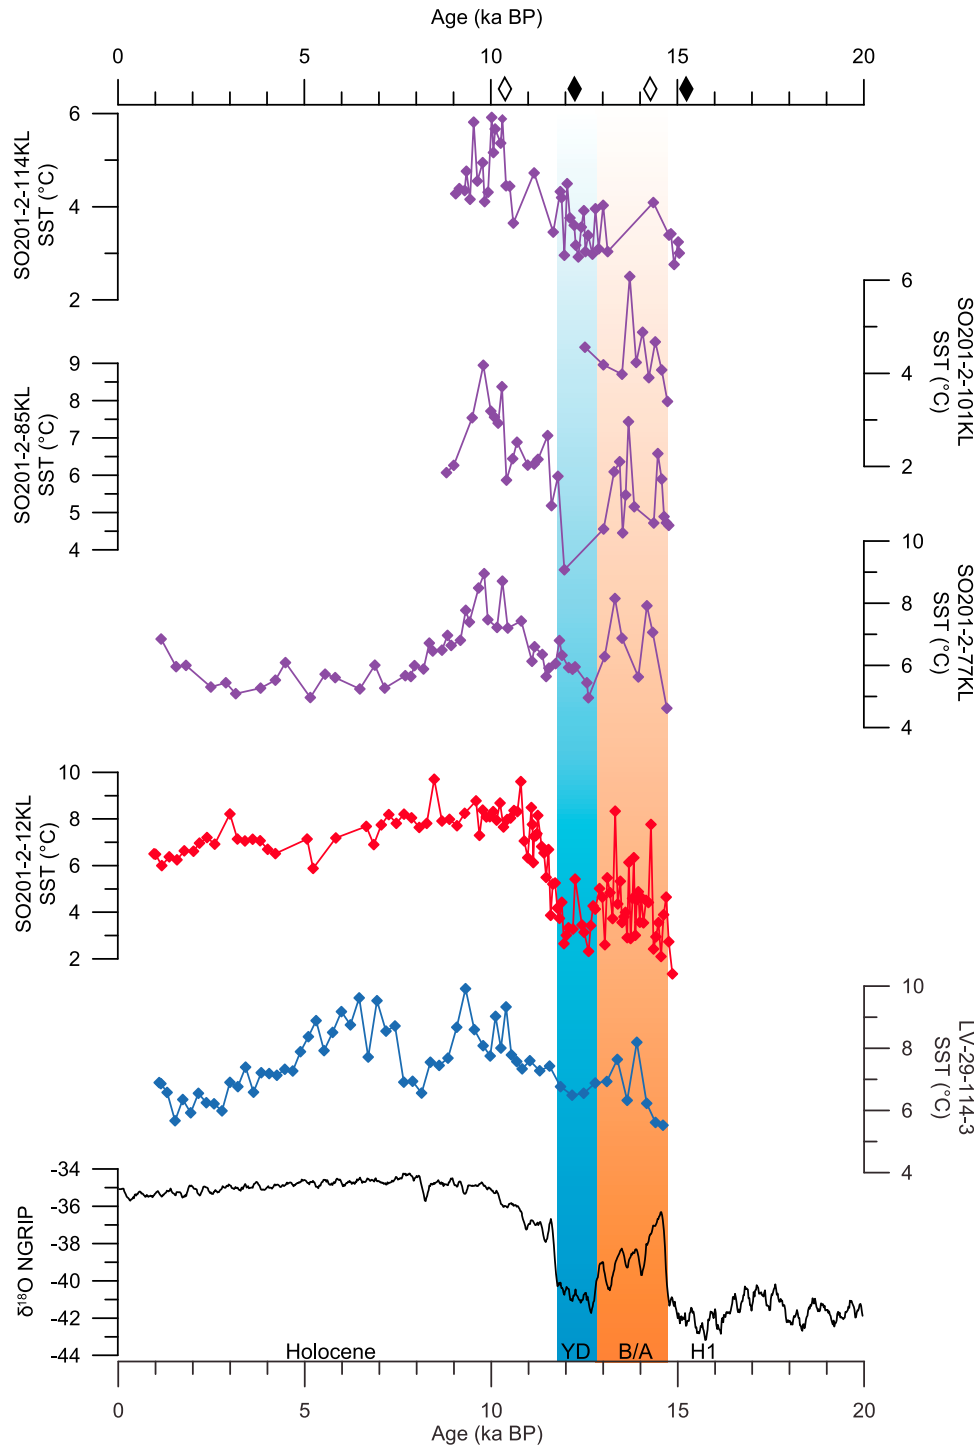 Age (ka BP)
0 5 10 15 20
SO201-2-114KL
SST (°C)
6
4
2
SO201-2-101KL
SST (°C)
6
4
2
SO201-2-85KL
SST (°C)
9
8
7
6
5
4
SO201-2-77KL
SST (°C)
10
8
6
4
SO201-2-12KL
SST (°C)
10
8
6
4
2
LV-29-114-3
SST (°C)
10
8
6
4
δ¹⁸O NGRIP
-34
-36
-38
-40
-42
-44
Holocene YD B/A H1
0 5 10 15 20
Age (ka BP)